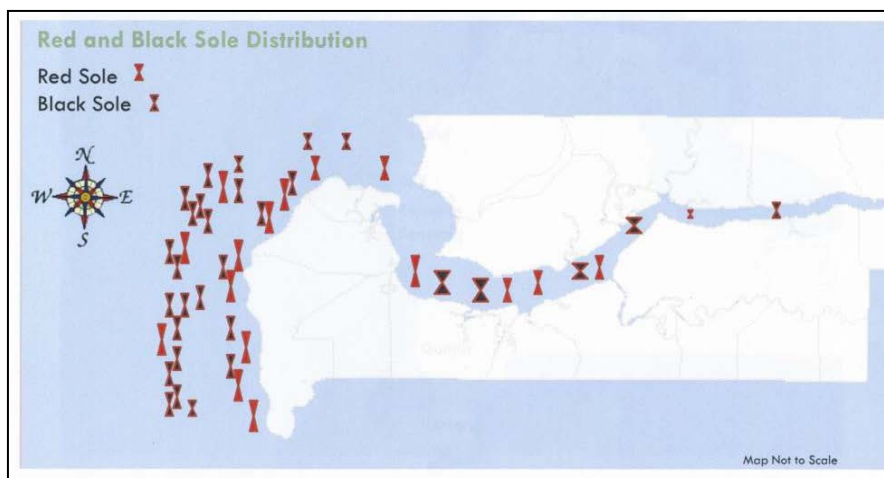 Red and Black Sole Distribution
Red Sole
Black Sole
N
W E
S
Map Not to Scale